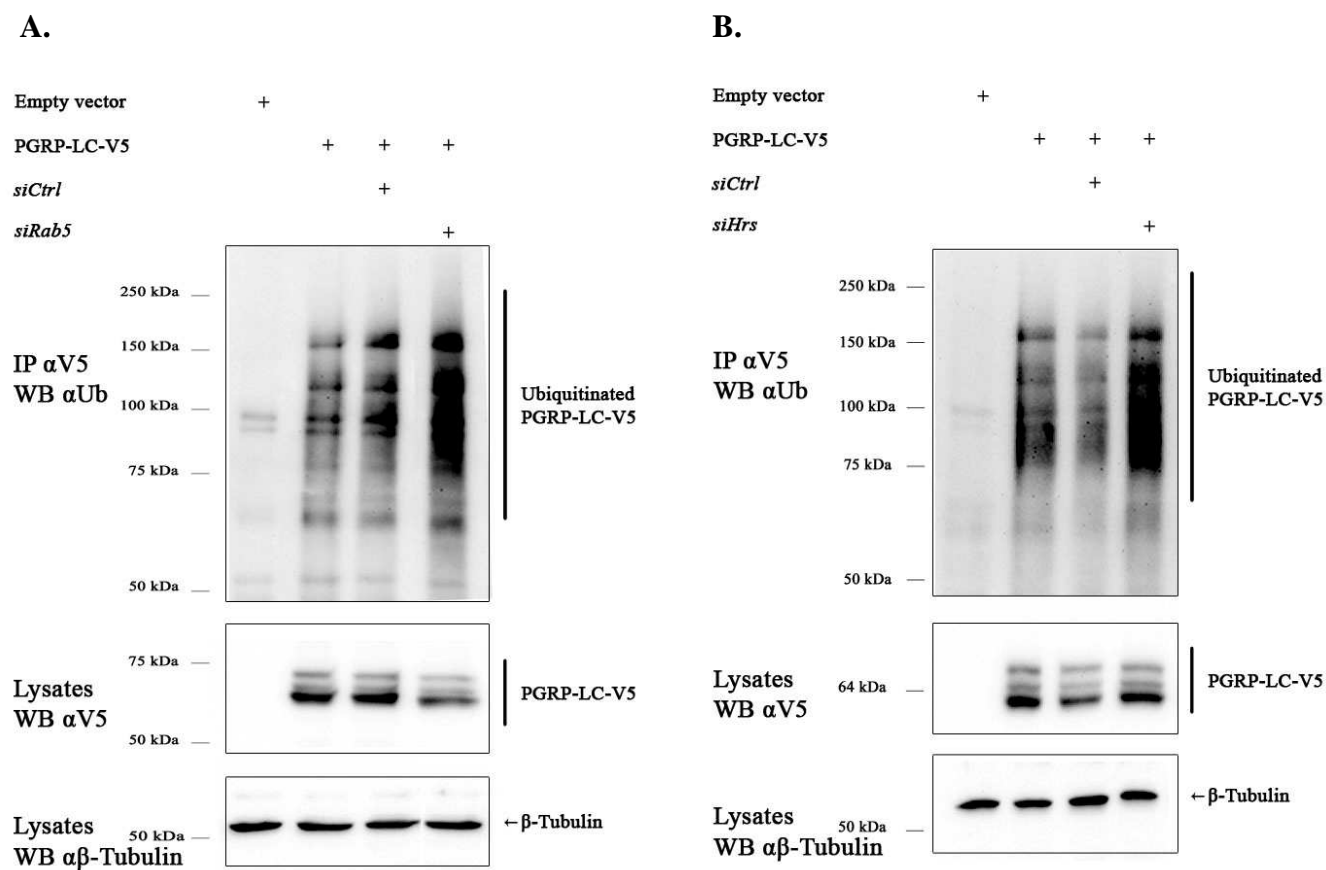 A.
Empty vector +
PGRP-LC-V5 + + +
siCtrl +
siRab5 +
250 kDa
150 kDa
100 kDa
75 kDa
50 kDa
IP αV5
WB αUb
Ubiquitinated
PGRP-LC-V5
75 kDa
50 kDa
Lysates
WB αV5
PGRP-LC-V5
50 kDa
Lysates
WB αβ-Tubulin
←β-Tubulin
B.
Empty vector +
PGRP-LC-V5 + + +
siCtrl +
siHrs +
250 kDa
150 kDa
100 kDa
75 kDa
50 kDa
IP αV5
WB αUb
Ubiquitinated
PGRP-LC-V5
64 kDa
Lysates
WB αV5
PGRP-LC-V5
50 kDa
Lysates
WB αβ-Tubulin
←β-Tubulin